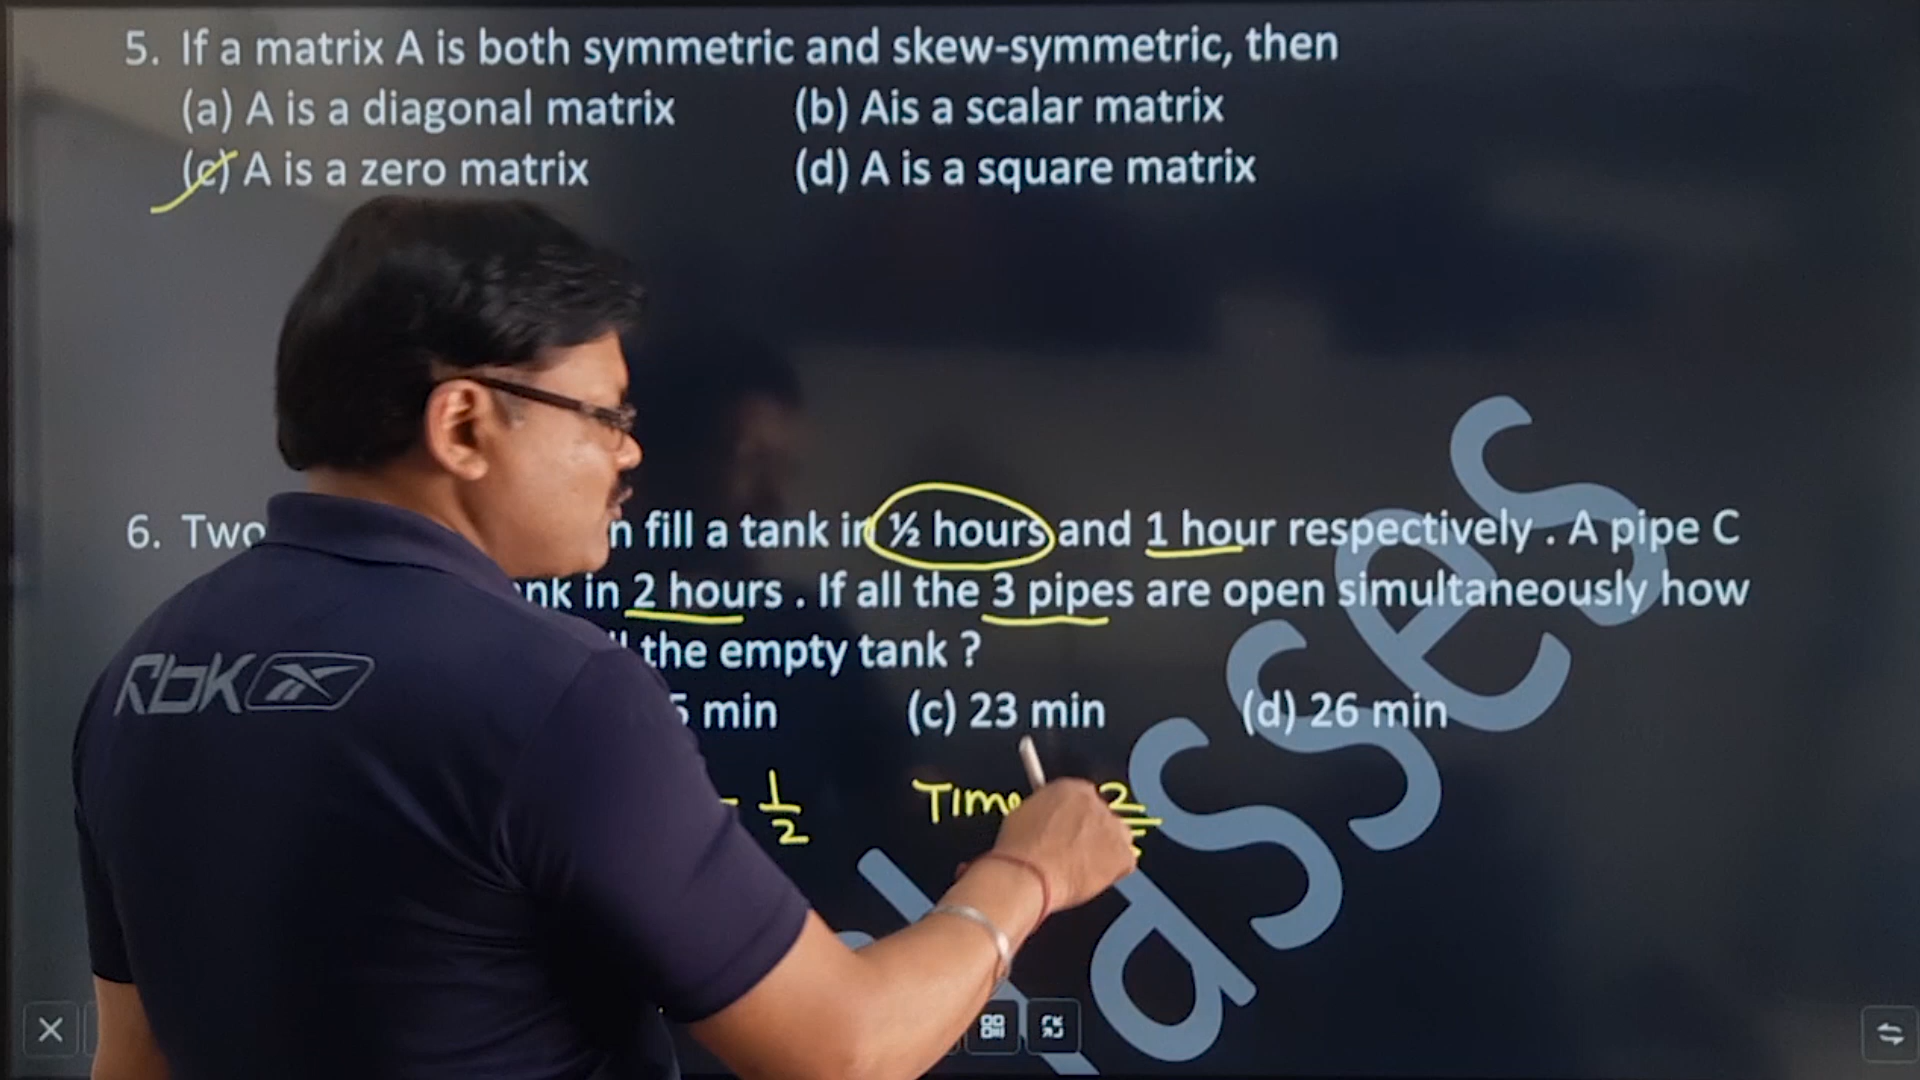 5. If a matrix A is both symmetric and skew-symmetric, then
(a) A is a diagonal matrix (b) Ais a scalar matrix
(c) A is a zero matrix (d) A is a square matrix
6. Two fill a tank in ½ hours and 1 hour respectively . A pipe C
in 2 hours . If all the 3 pipes are open simultaneously how
the empty tank ?
min (c) 23 min (d) 26 min
1/2 2
RbK
asses